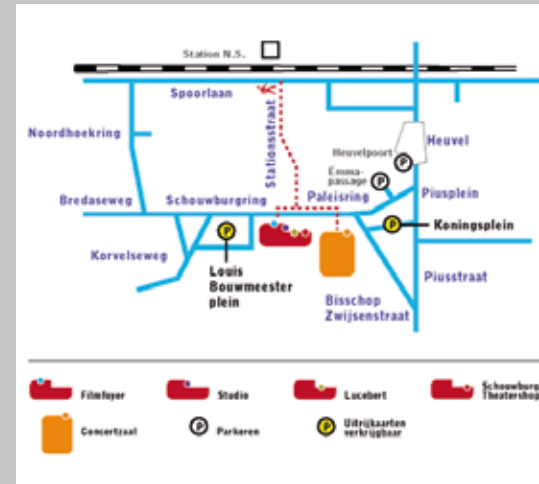 Station N.S.
Spoorlaan
Stationsstraat
Noordhoekring
Heuvel
Heuvelpoort
P
Emma-
passage
P
Bredaseweg
Schouwburgring
Paleisring
Piusplein
P
P
Koningsplein
Korvelseweg
Louis
Bouwmeester
plein
Piusstraat
Bisschop
Zwijsenstraat
Filmfoyer
Studio
Lucebert
Schouwburg
Theatershop
Concertzaal
P
Parkeren
P
Uitrijkaarten
verkrijgbaar